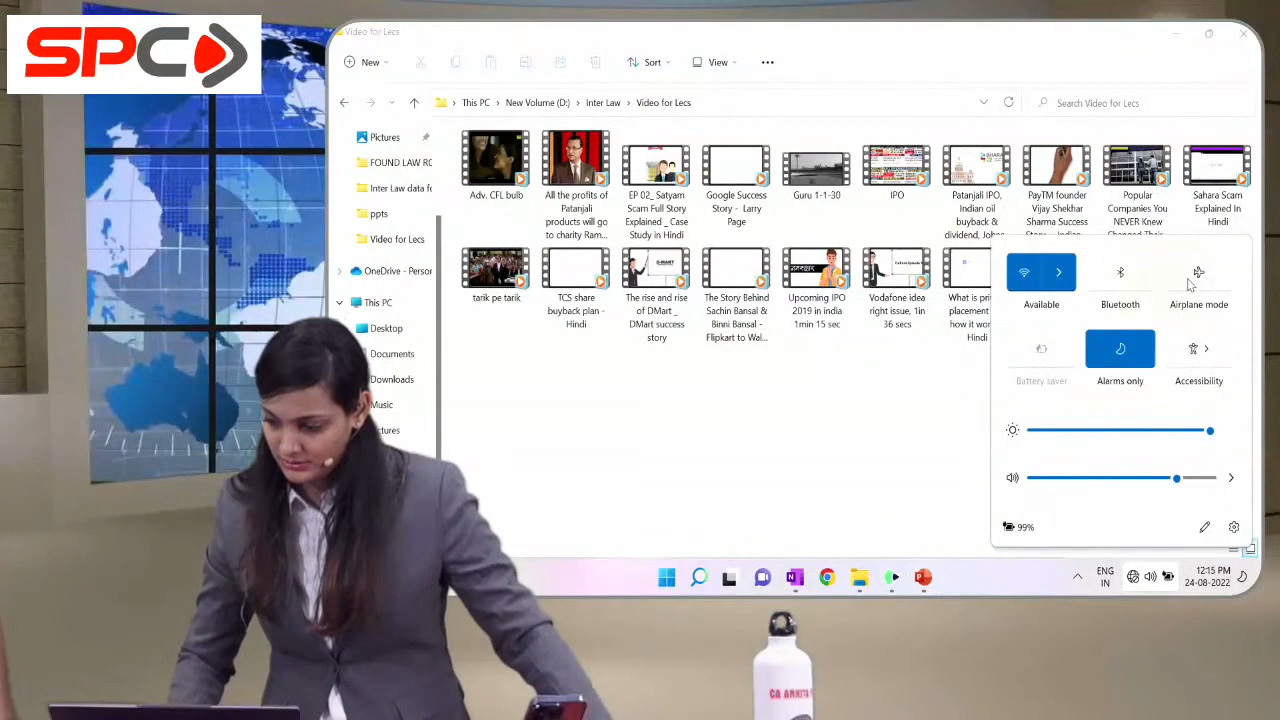 SPC
Video for Lecs
New
Sort
View
This PC
New Volume (D:)
Inter Law
Video for Lecs
Search Video for Lecs
Pictures
FOUND LAW RC
Inter Law data fo
ppts
Video for Lecs
OneDrive - Person
This PC
Desktop
Documents
Downloads
Music
Adv. CFL bulb
All the profits of
Patanjali
products will go
to charity Ram...
EP 02_ Satyam
Scam Full Story
Explained _ Case
Study in Hindi
Google Success
Story - Larry
Page
Guru 1-1-30
IPO
Patanjali IPO,
Indian oil
buyback &
dividend, Johns
PayTM founder
Vijay Shekhar
Sharma Success
Popular
Companies You
NEVER Knew
Sahara Scam
Explained In
Hindi
tarik pe tarik
TCS share
buyback plan -
Hindi
The rise and rise
of DMart _
DMart success
story
The Story Behind
Sachin Bansal &
Binni Bansal -
Flipkart to Wal...
Upcoming IPO
2019 in india
1min 15 sec
Vodafone idea
right issue, 1in
36 secs
What is pri
placement
how it wor
Hindi
Available
Bluetooth
Airplane mode
Battery saver
Alarms only
Accessibility
99%
ENG
IN
12:15 PM
24-08-2022
CA ANKITA